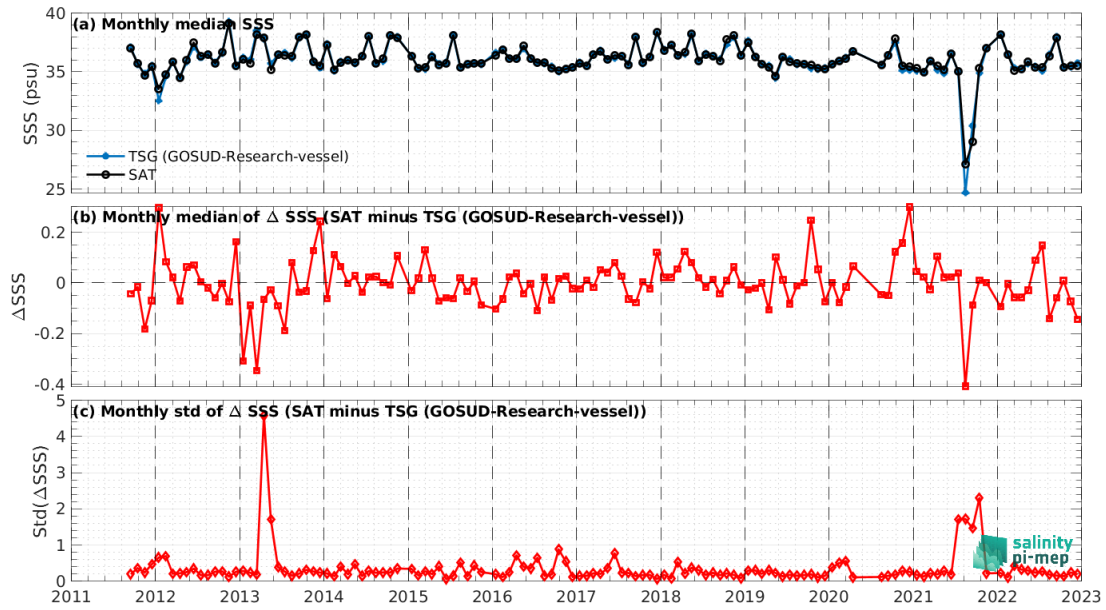 (a) Monthly median SSS
40
35
30
25
SSS (psu)
TSG (GOSUD-Research-vessel)
SAT
(b) Monthly median of Δ SSS (SAT minus TSG (GOSUD-Research-vessel))
0.2
0
-0.2
-0.4
ΔSSS
(c) Monthly std of Δ SSS (SAT minus TSG (GOSUD-Research-vessel))
5
4
3
2
1
0
Std(ΔSSS)
salinity
pi-mep
2011 2012 2013 2014 2015 2016 2017 2018 2019 2020 2021 2022 2023